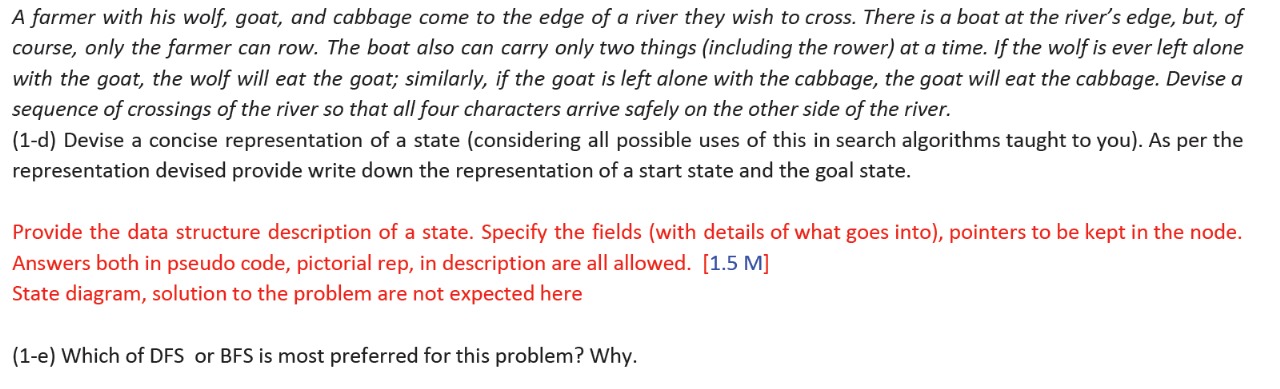 A farmer with his wolf, goat, and cabbage come to the edge of a river they wish to cross. There is a boat at the river’s edge, but, of
course, only the farmer can row. The boat also can carry only two things (including the rower) at a time. If the wolf is ever left alone
with the goat, the wolf will eat the goat; similarly, if the goat is left alone with the cabbage, the goat will eat the cabbage. Devise a
sequence of crossings of the river so that all four characters arrive safely on the other side of the river.
(1-d) Devise a concise representation of a state (considering all possible uses of this in search algorithms taught to you). As per the
representation devised provide write down the representation of a start state and the goal state.
Provide the data structure description of a state. Specify the fields (with details of what goes into), pointers to be kept in the node.
Answers both in pseudo code, pictorial rep, in description are all allowed. [1.5 M]
State diagram, solution to the problem are not expected here
(1-e) Which of DFS or BFS is most preferred for this problem? Why.